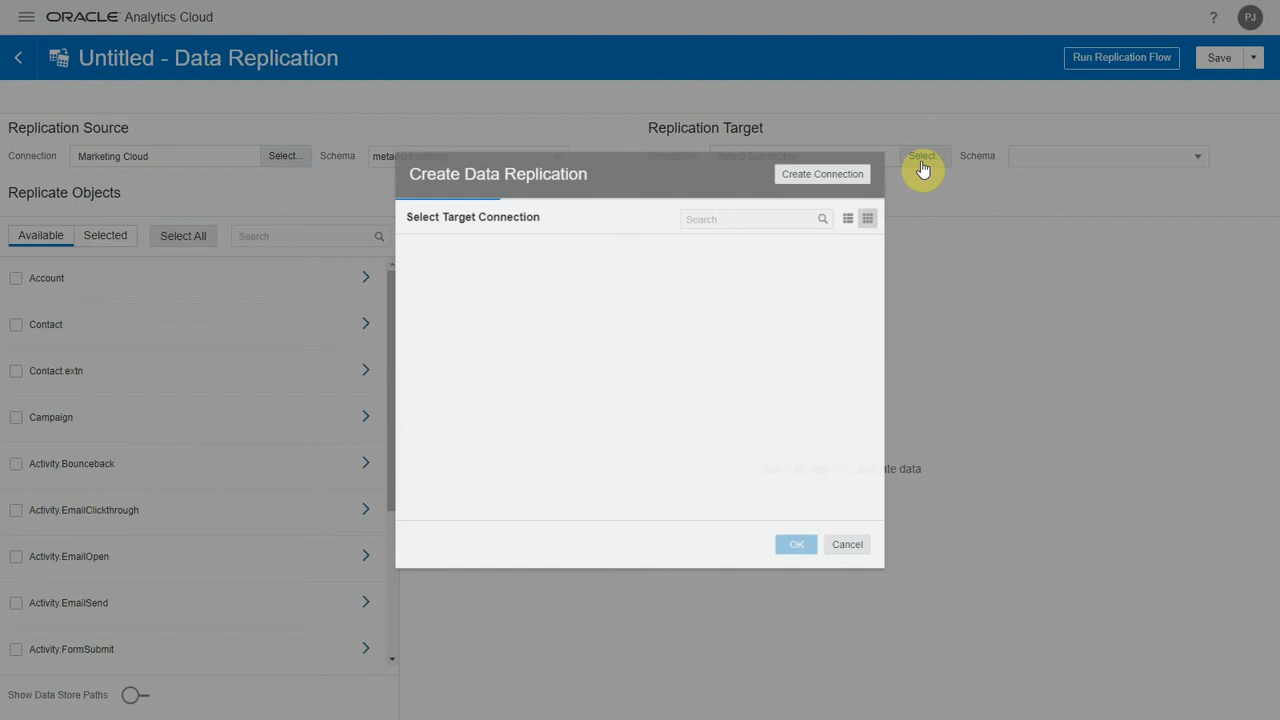 ORACLE Analytics Cloud
?
PJ
Untitled - Data Replication
Run Replication Flow
Save
Replication Source
Replication Target
Connection
Marketing Cloud
Select...
Schema
Select...
Schema
Create Data Replication
Create Connection
Replicate Objects
Select Target Connection
Search
Available
Selected
Select All
Search
Account
Contact
Contact.extn
Campaign
Activity.Bounceback
Activity.EmailClickthrough
Activity.EmailOpen
Activity.EmailSend
Activity.FormSubmit
data
OK
Cancel
Show Data Store Paths